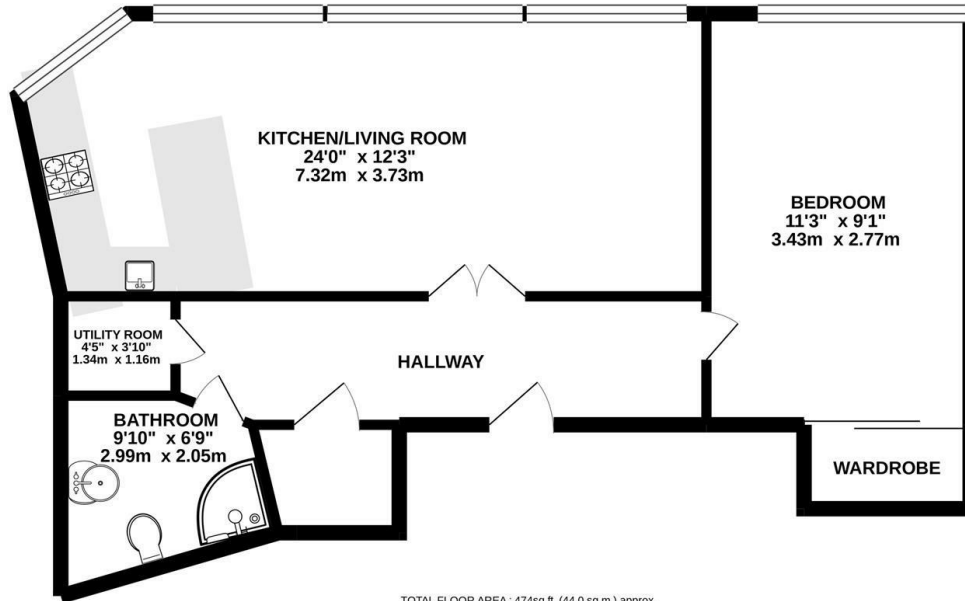 KITCHEN/LIVING ROOM
24'0" x 12'3"
7.32m x 3.73m
BEDROOM
11'3" x 9'1"
3.43m x 2.77m
UTILITY ROOM
4'5" x 3'10"
1.34m x 1.16m
HALLWAY
BATHROOM
9'10" x 6'9"
2.99m x 2.05m
WARDROBE
TOTAL FLOOR AREA : 474sq.ft. (44.0 sq.m.) approx.